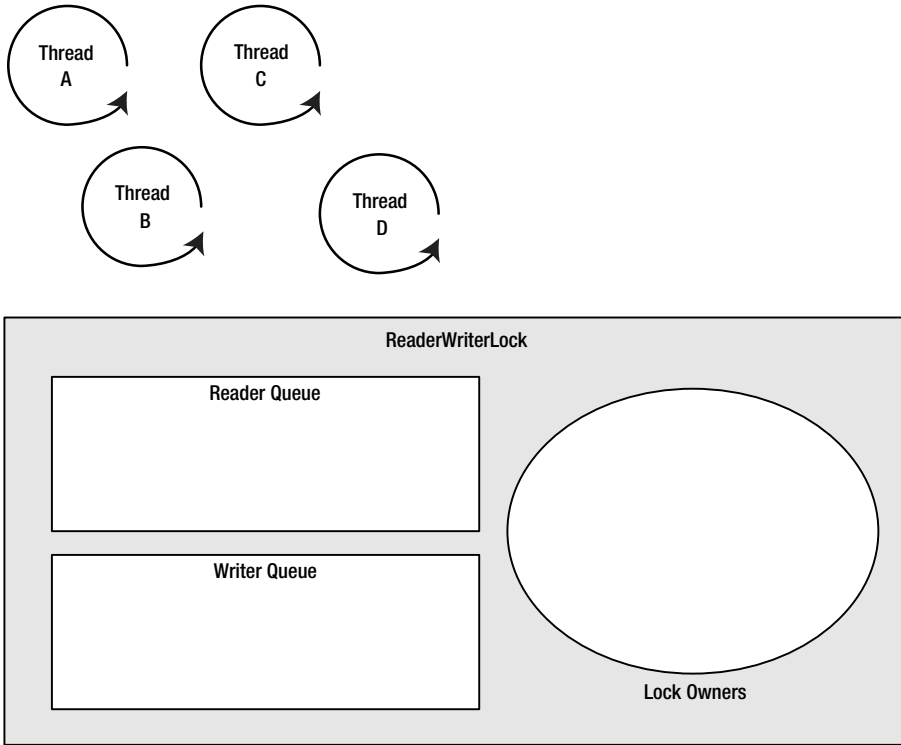 Thread
A
Thread
C
Thread
B
Thread
D
ReaderWriterLock
Reader Queue
Writer Queue
Lock Owners